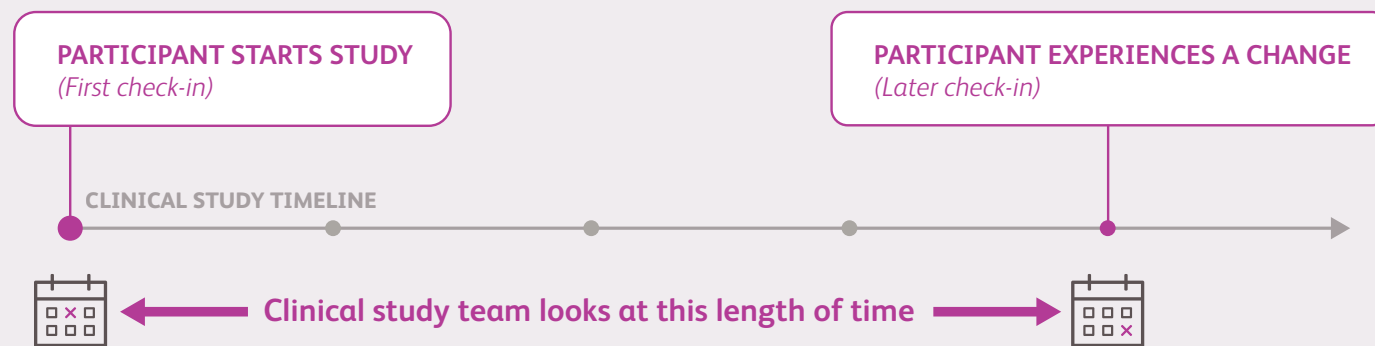 PARTICIPANT STARTS STUDY
(First check-in)
PARTICIPANT EXPERIENCES A CHANGE
(Later check-in)
CLINICAL STUDY TIMELINE
Clinical study team looks at this length of time